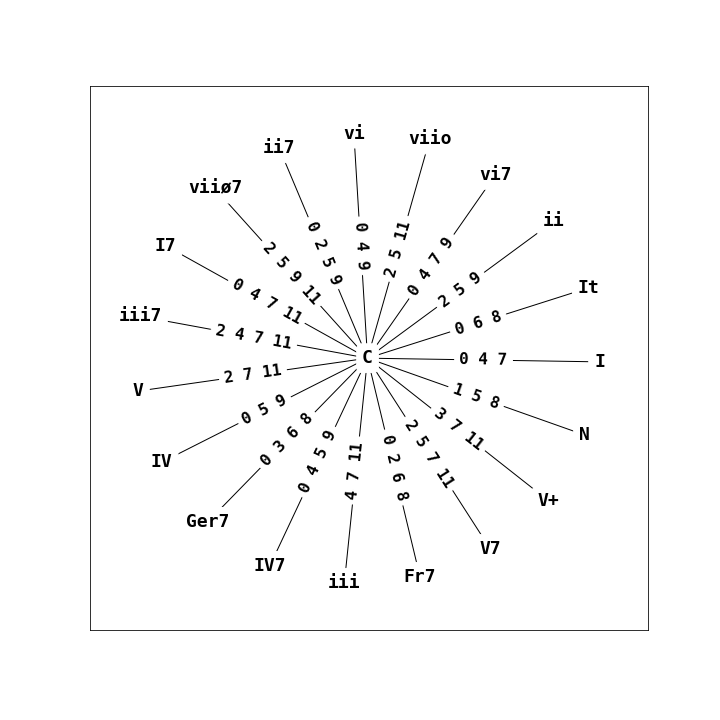 vi
0 4 9
viio
2 5 11
vi7
0 4 7 9
ii
2 5 9
It
0 6 8
I
0 4 7
N
1 5 8
V+
3 7 11
V7
2 5 7 11
Fr7
0 2 6 8
iii
4 7 11
IV7
0 4 5 9
Ger7
0 3 6 8
IV
0 5 9
V
2 7 11
iii7
2 4 7 11
I7
0 4 7 11
viiø7
2 5 9 11
ii7
0 2 5 9
C